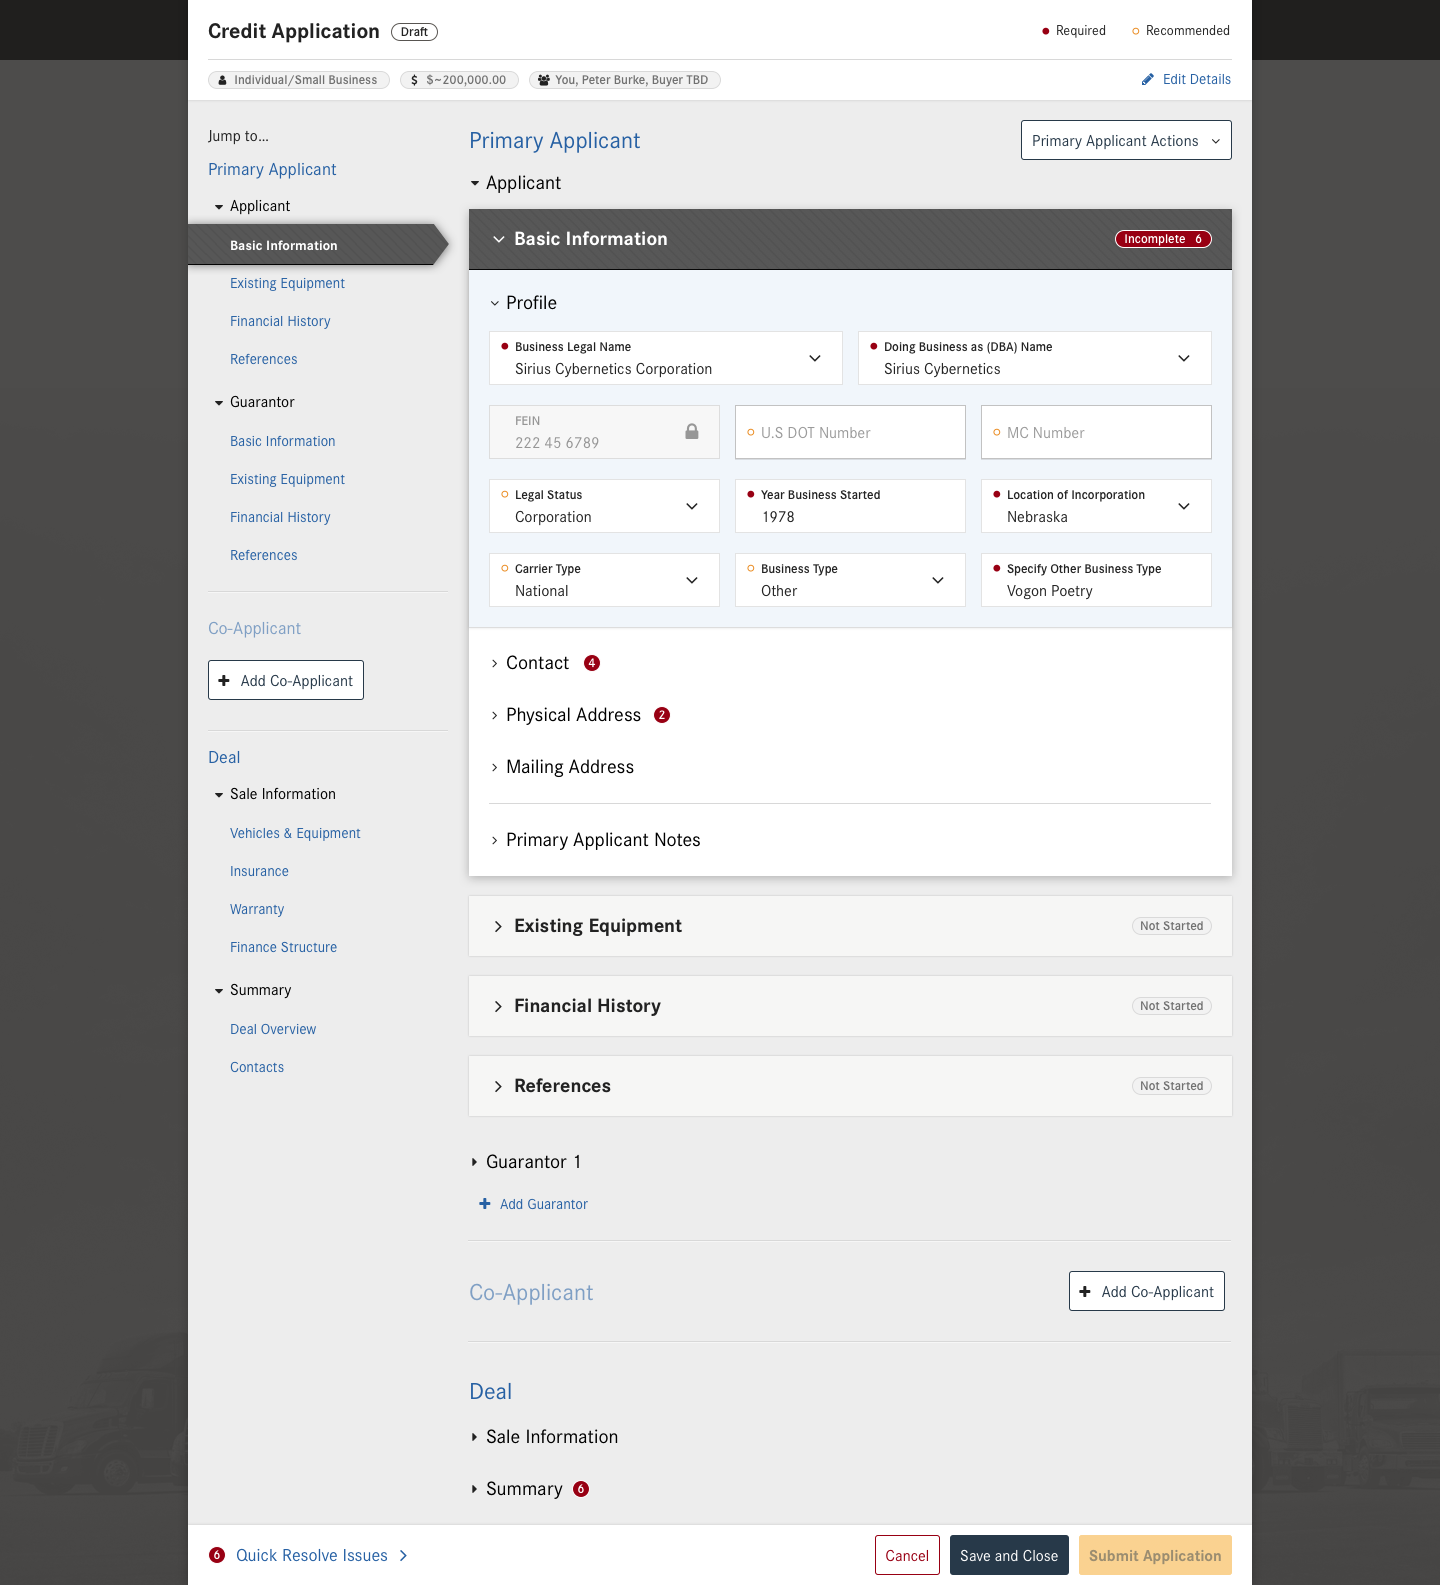 Credit Application Draft
Required Recommended
Individual/Small Business $~200,000.00 You, Peter Burke, Buyer TBD
Edit Details
Jump to...
Primary Applicant
Applicant
Basic Information
Existing Equipment
Financial History
References
Guarantor
Basic Information
Existing Equipment
Financial History
References
Co-Applicant
Add Co-Applicant
Deal
Sale Information
Vehicles & Equipment
Insurance
Warranty
Finance Structure
Summary
Deal Overview
Contacts
Primary Applicant
Primary Applicant Actions
Applicant
Basic Information
Incomplete 6
Profile
Business Legal Name
Sirius Cybernetics Corporation
Doing Business as (DBA) Name
Sirius Cybernetics
FEIN
222 45 6789
U.S DOT Number
MC Number
Legal Status
Corporation
Year Business Started
1978
Location of Incorporation
Nebraska
Carrier Type
National
Business Type
Other
Specify Other Business Type
Vogon Poetry
Contact 4
Physical Address 2
Mailing Address
Primary Applicant Notes
Existing Equipment
Not Started
Financial History
Not Started
References
Not Started
Guarantor 1
Add Guarantor
Co-Applicant
Add Co-Applicant
Deal
Sale Information
Summary 6
6 Quick Resolve Issues
Cancel
Save and Close
Submit Application